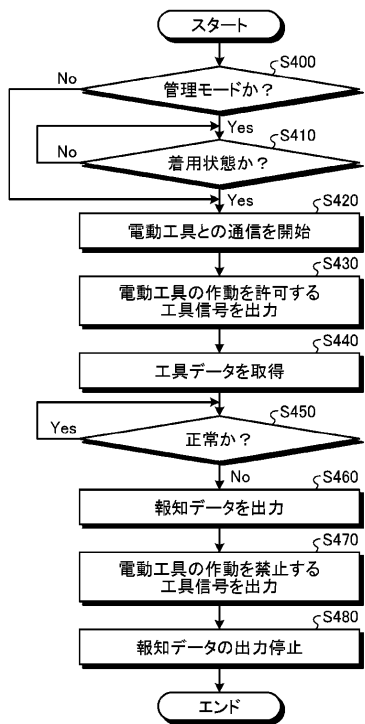 スタート
S400
管理モードか？
No
Yes
S410
着用状態か？
No
Yes
S420
電動工具との通信を開始
S430
電動工具の作動を許可する
工具信号を出力
S440
工具データを取得
S450
正常か？
Yes
No
S460
報知データを出力
S470
電動工具の作動を禁止する
工具信号を出力
S480
報知データの出力停止
エンド